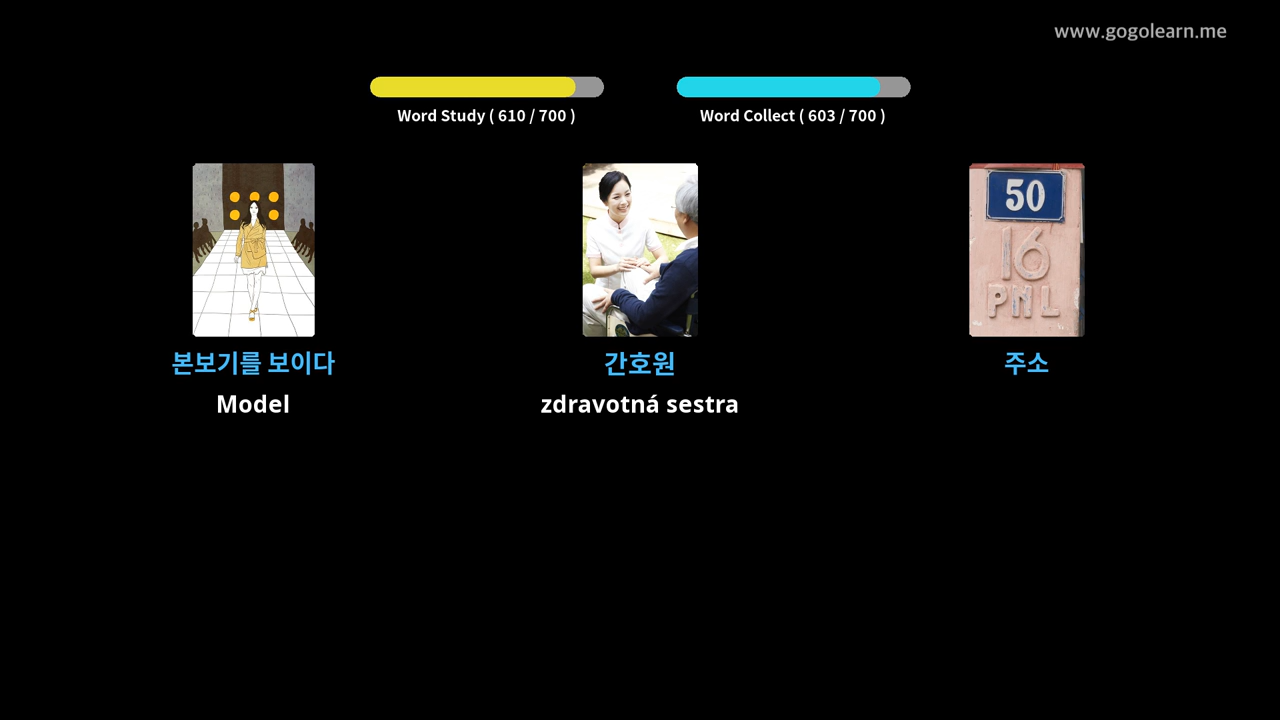 www.gogolearn.me
Word Study ( 610 / 700 )
Word Collect ( 603 / 700 )
50
16
PNL
본보기를 보이다
간호원
주소
Model
zdravotná sestra